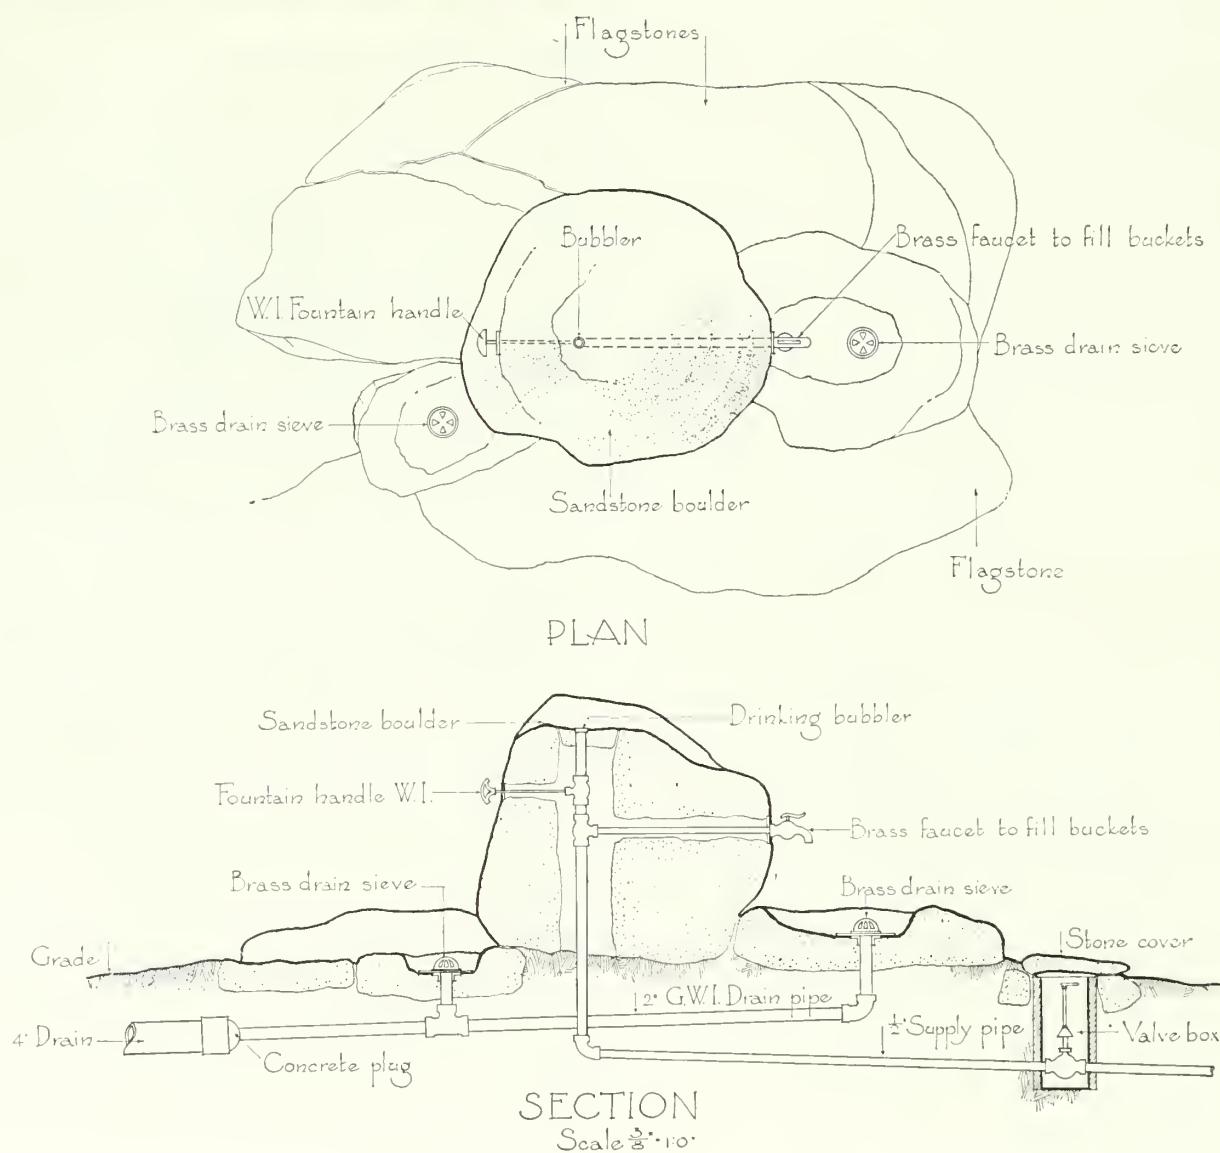 Flagstones
Bubbler
Brass faucet to fill buckets
W.I. Fountain handle
Brass drain sieve
Brass drain sieve
Sandstone boulder
Flagstone
PLAN
Sandstone boulder
Drinking bubbler
Fountain handle W.I.
Brass faucet to fill buckets
Brass drain sieve
Brass drain sieve
Grade
Stone cover
2" G.W.I. Drain pipe
4" Drain
½" Supply pipe
Valve box
Concrete plug
SECTION
Scale 3/8"·1'·0"